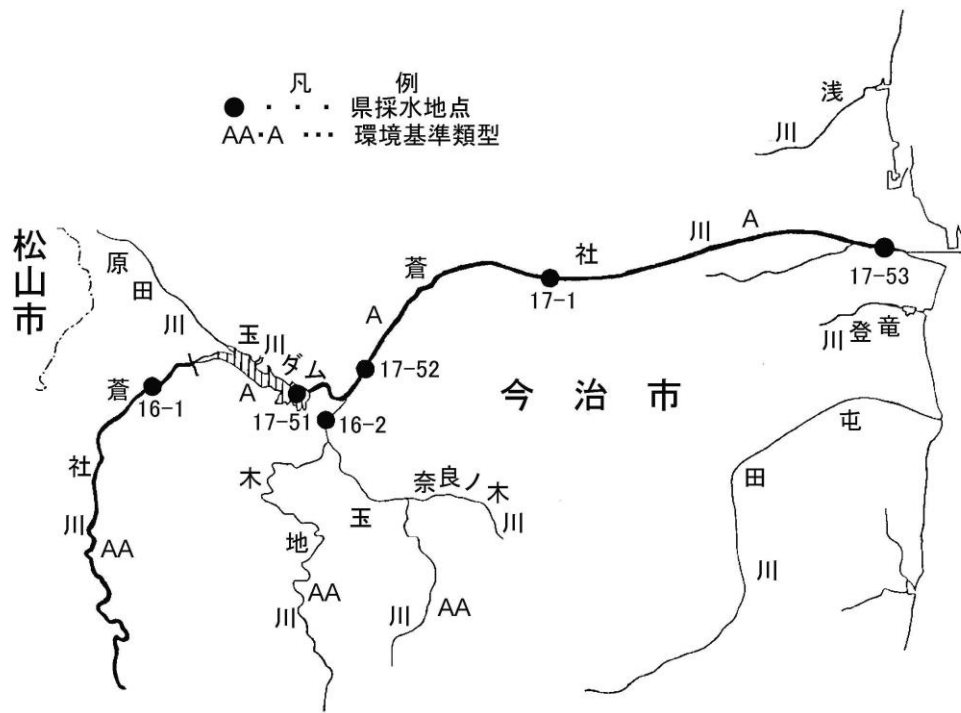 凡 例
● ・・・ 県採水地点
AA・A ・・・ 環境基準類型
浅川
松山市
原田川
玉川ダム
A
蒼社川
A
A
17-1
17-53
登竜川
17-52
16-1
17-51
16-2
今治市
蒼社川
AA
木地川
AA
奈良ノ木川
玉川
AA
屯田川